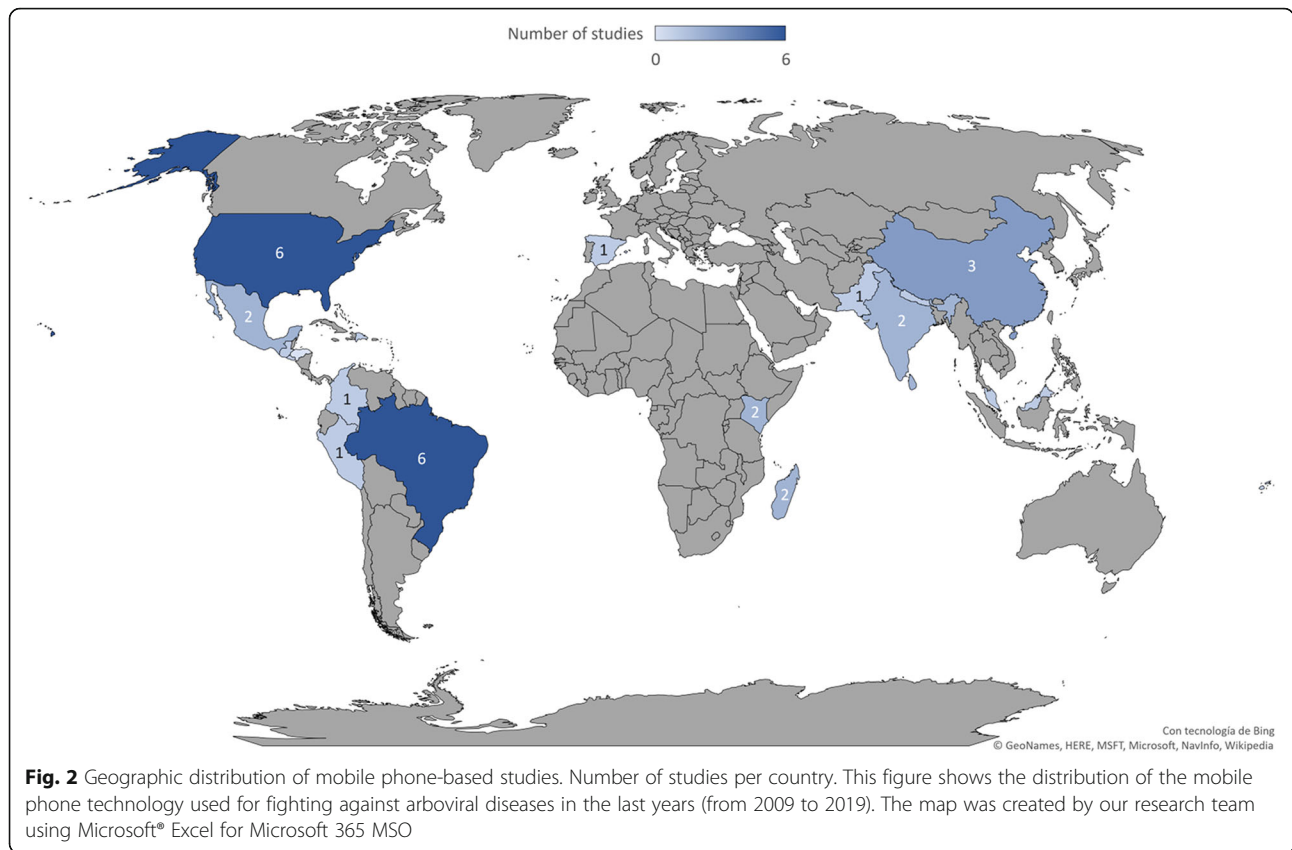 Number of studies
0 6
6
1
3
2
1
2
1
2
1
6
2
Con tecnología de Bing
© GeoNames, HERE, MSFT, Microsoft, NavInfo, Wikipedia
Fig. 2 Geographic distribution of mobile phone-based studies. Number of studies per country. This figure shows the distribution of the mobile
phone technology used for fighting against arboviral diseases in the last years (from 2009 to 2019). The map was created by our research team
using Microsoft® Excel for Microsoft 365 MSO